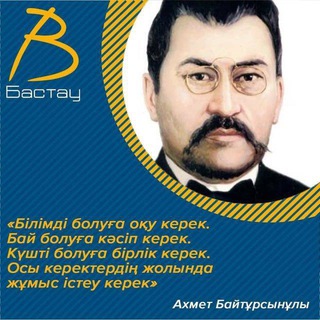 В
Бастау
«Білімді болуға оқу керек.
Бай болуға кәсіп керек.
Күшті болуға бірлік керек.
Осы керектердің жолында
жұмыс істеу керек»
Ахмет Байтұрсынұлы